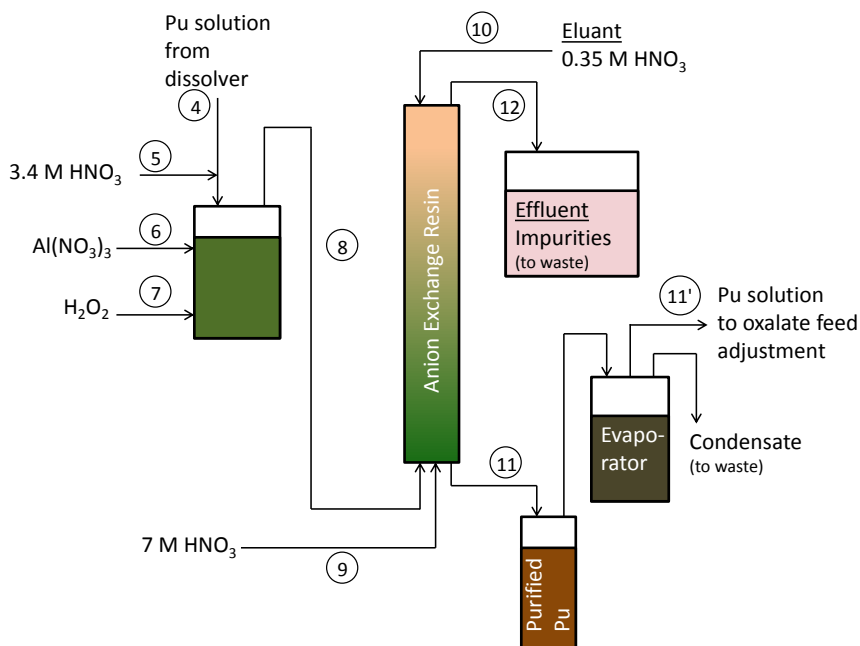 Pu solution
from
dissolver
4
5
3.4 M HNO₃
6
Al(NO₃)₃
7
H₂O₂
8
7 M HNO₃
9
10
Eluant
0.35 M HNO₃
12
Anion Exchange Resin
Effluent
Impurities
(to waste)
11
Purified
Pu
11'
Pu solution
to oxalate feed
adjustment
Evapo-
rator
Condensate
(to waste)